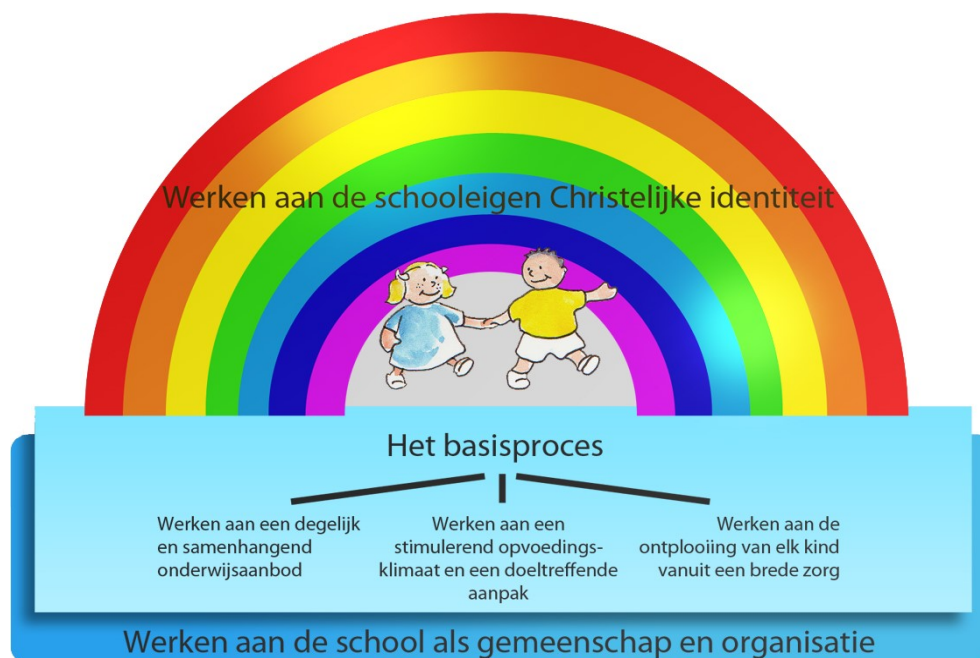 Werken aan de schooleigen Christelijke identiteit
Het basisproces
Werken aan een degelijk
en samenhangend
onderwijsaanbod
Werken aan een
stimulerend opvoedings-
klimaat en een doeltreffende
aanpak
Werken aan de
ontplooiing van elk kind
vanuit een brede zorg
Werken aan de school als gemeenschap en organisatie